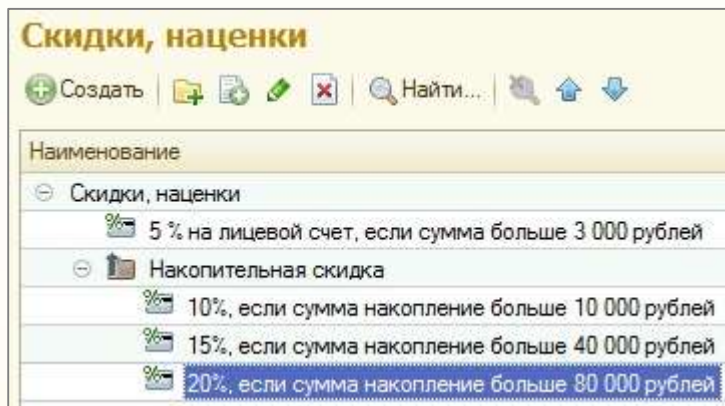 Скидки, наценки
Создать Найти...
Наименование
Скидки, наценки
5 % на лицевой счет, если сумма больше 3 000 рублей
Накопительная скидка
10%, если сумма накопление больше 10 000 рублей
15%, если сумма накопление больше 40 000 рублей
20%, если сумма накопление больше 80 000 рублей